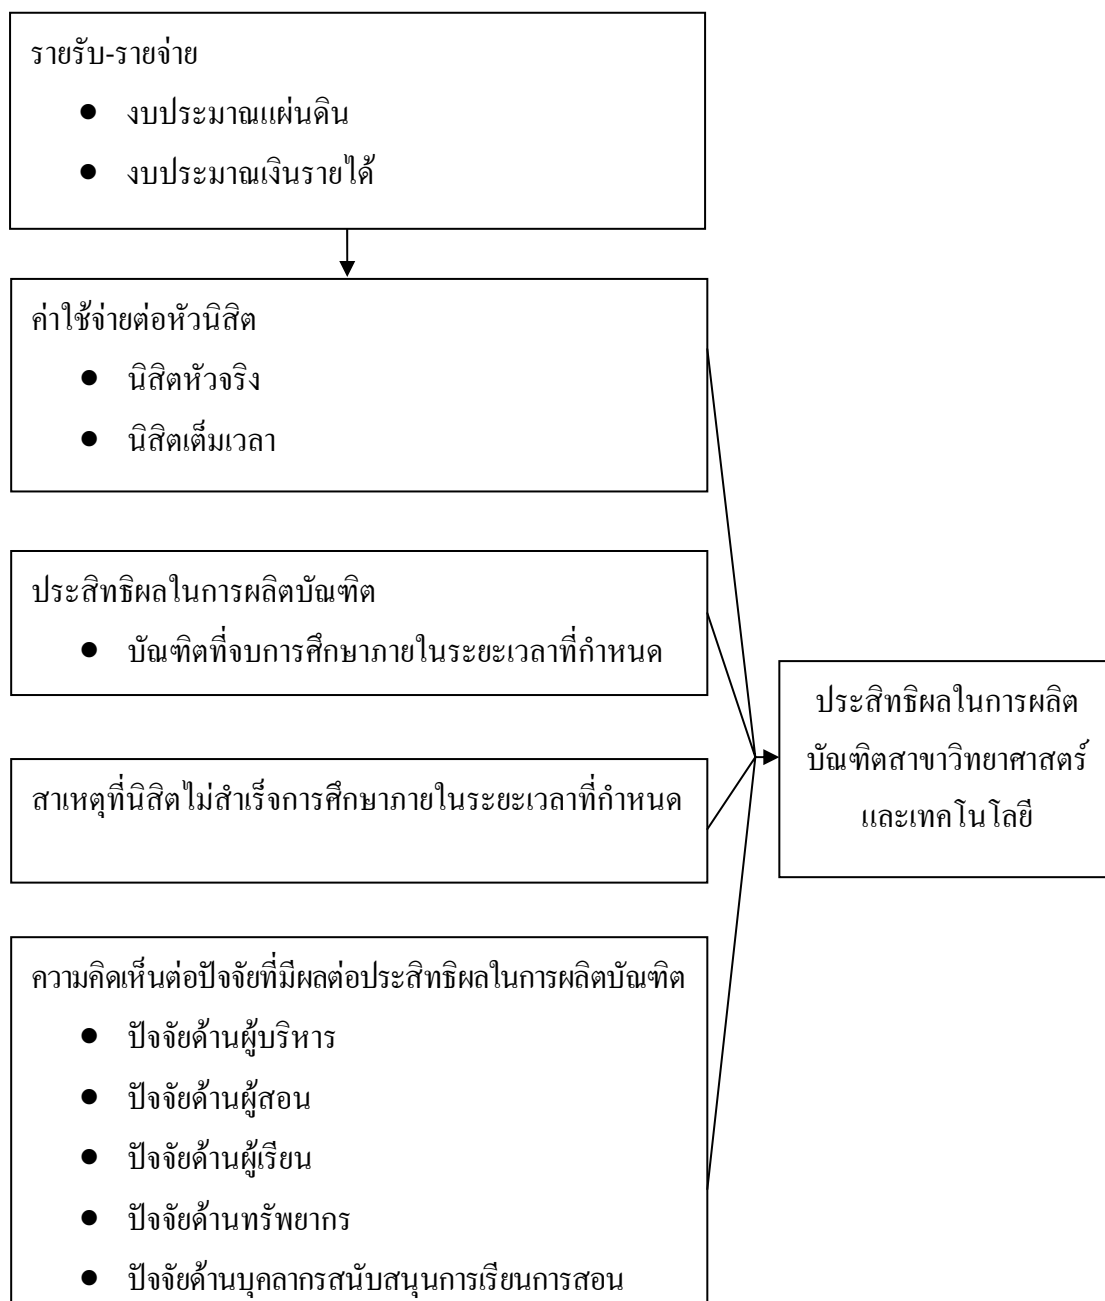 รายรับ-รายจ่าย
● งบประมาณแผ่นดิน
● งบประมาณเงินรายได้
ค่าใช้จ่ายต่อหัวนิสิต
● นิสิตหัวจริง
● นิสิตเต็มเวลา
ประสิทธิผลในการผลิตบัณฑิต
● บัณฑิตที่จบการศึกษาภายในระยะเวลาที่กำหนด
สาเหตุที่นิสิตไม่สำเร็จการศึกษาภายในระยะเวลาที่กำหนด
ความคิดเห็นต่อปัจจัยที่มีผลต่อประสิทธิผลในการผลิตบัณฑิต
● ปัจจัยด้านผู้บริหาร
● ปัจจัยด้านผู้สอน
● ปัจจัยด้านผู้เรียน
● ปัจจัยด้านทรัพยากร
● ปัจจัยด้านบุคลากรสนับสนุนการเรียนการสอน
ประสิทธิผลในการผลิต
บัณฑิตสาขาวิทยาศาสตร์
และเทคโนโลยี